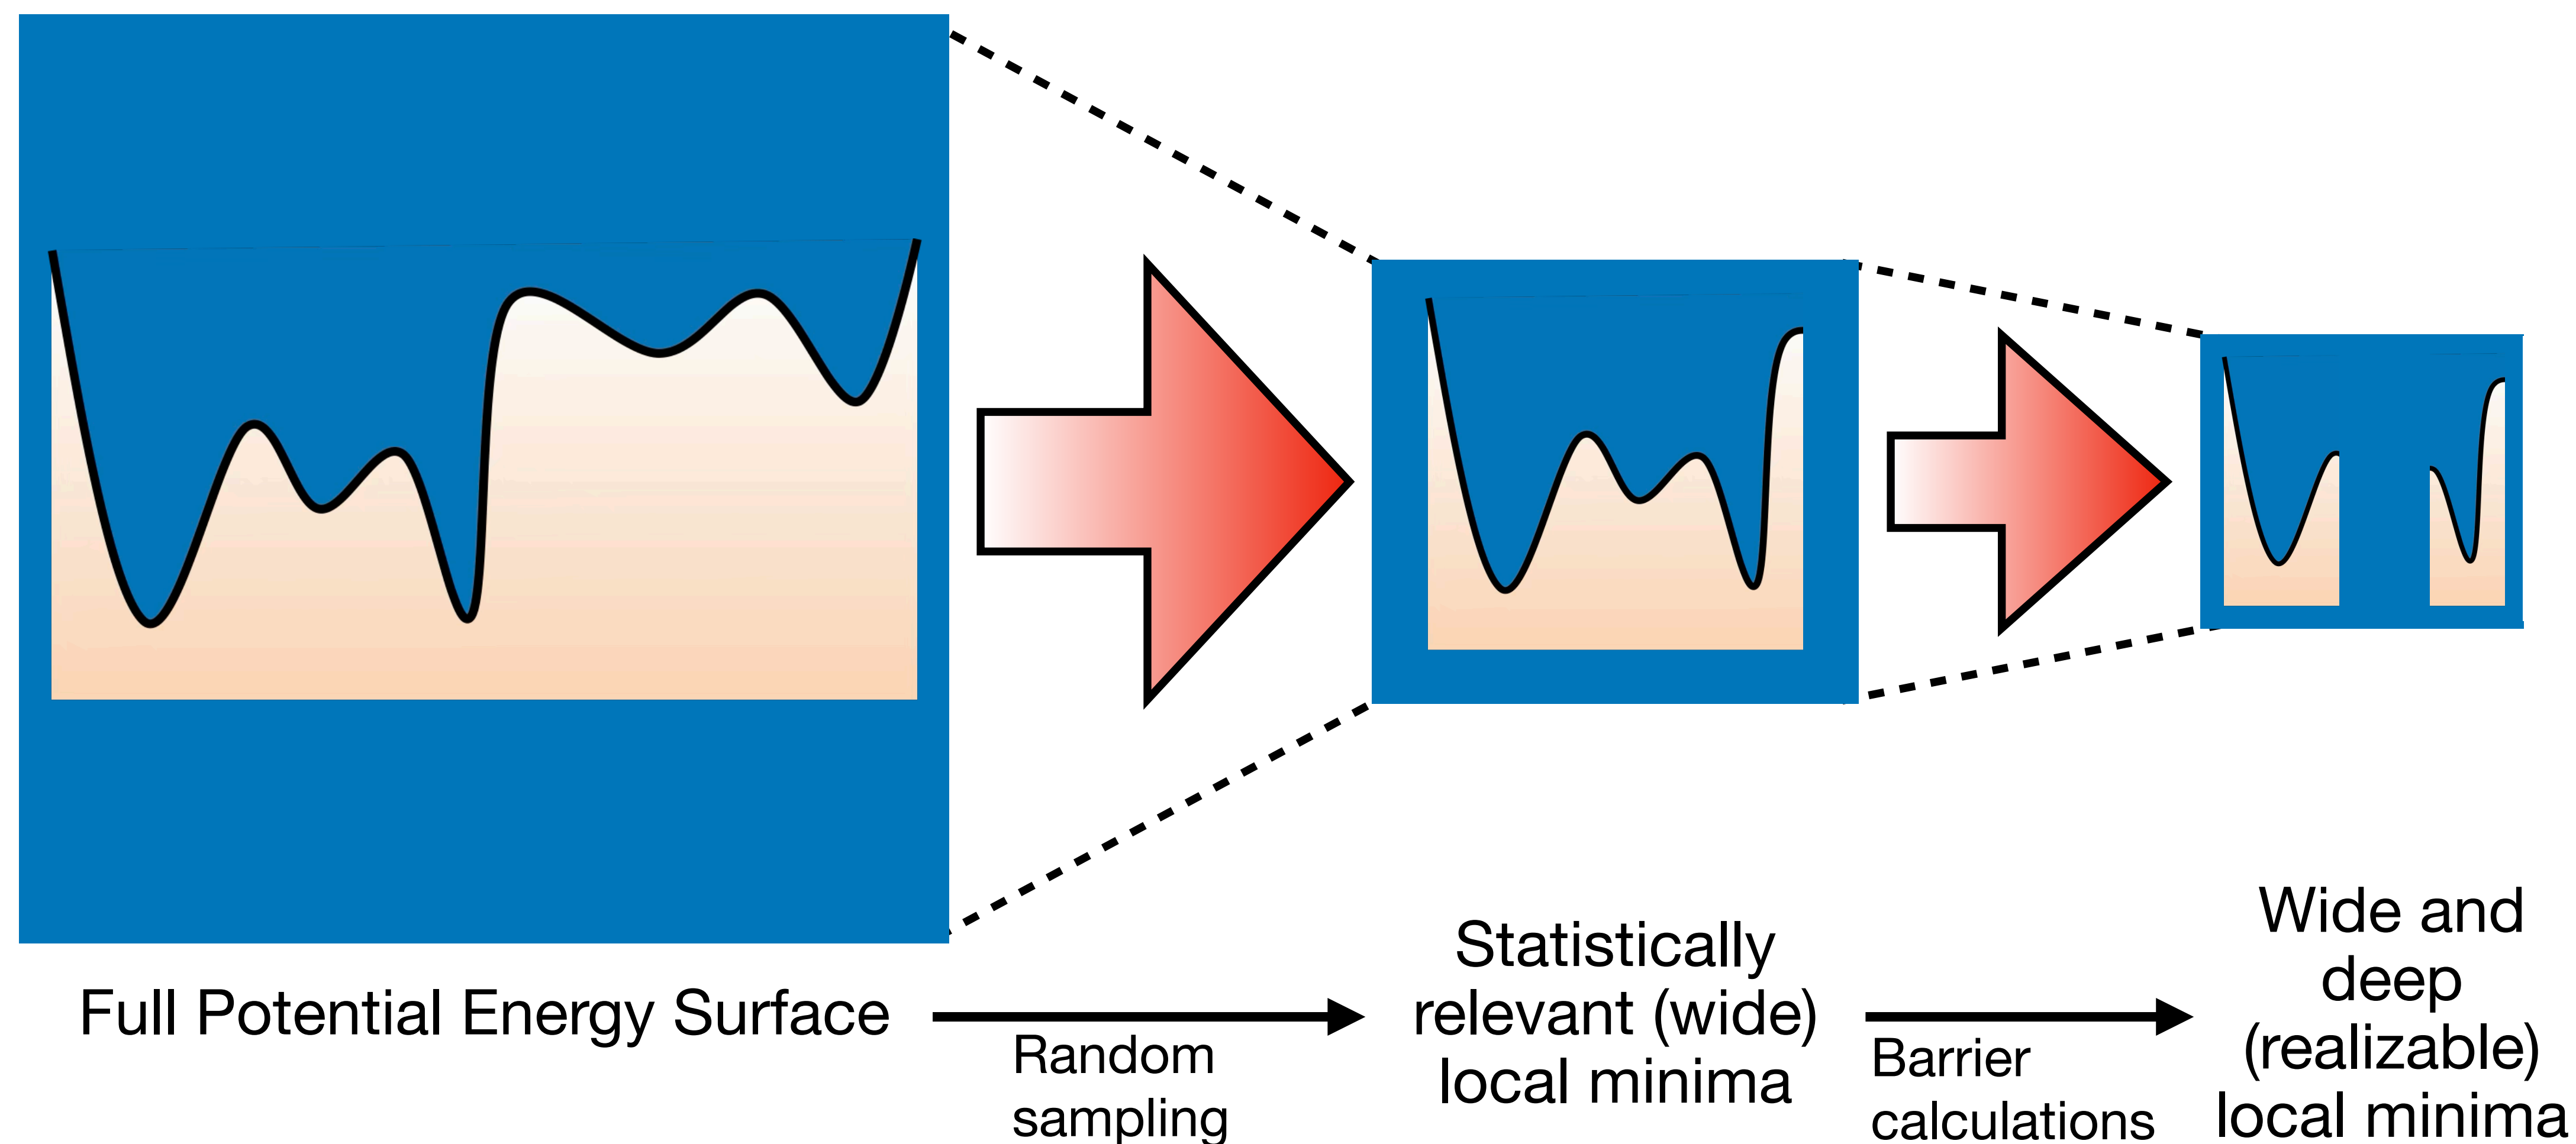 Full Potential Energy Surface
Random
sampling
Statistically
relevant (wide)
local minima
Barrier
calculations
Wide and
deep
(realizable)
local minima